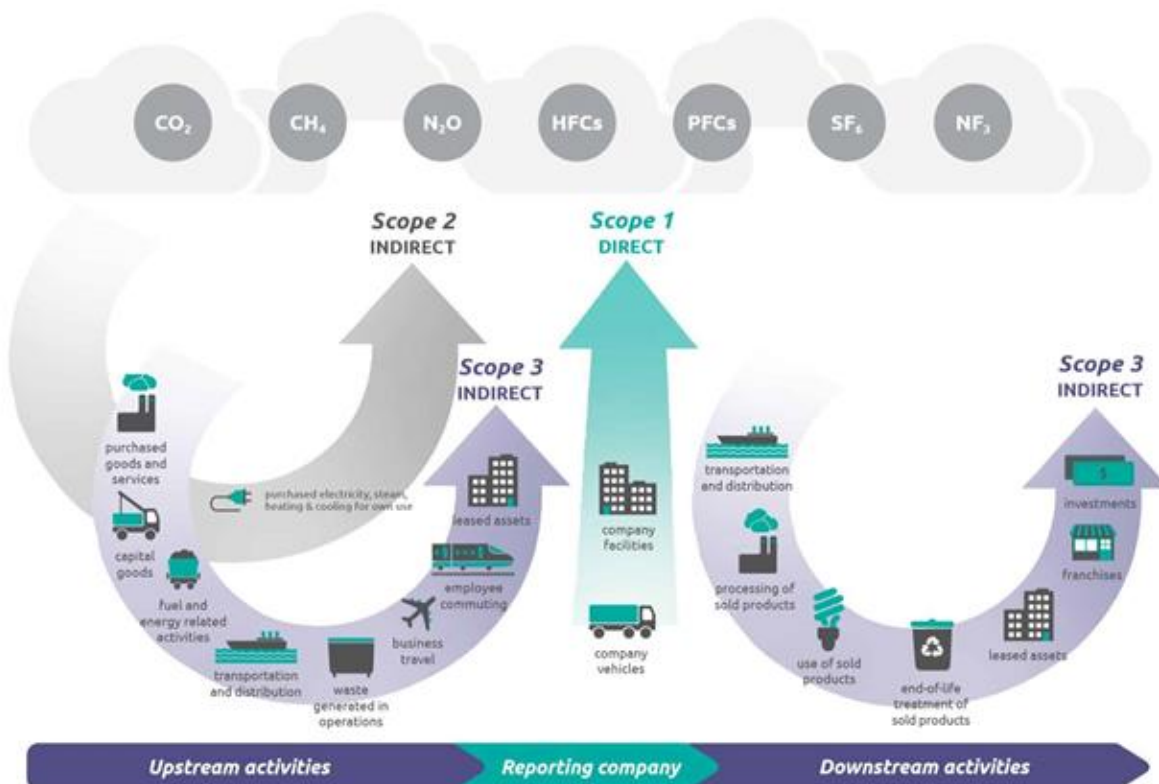 CO₂
CH₄
N₂O
HFCs
PFCs
SF₆
NF₃
Scope 2
INDIRECT
Scope 1
DIRECT
Scope 3
INDIRECT
Scope 3
INDIRECT
purchased
goods and
services
capital
goods
fuel and
energy related
activities
transportation
and distribution
waste
generated in
operations
business
travel
employee
commuting
leased assets
purchased electricity, steam,
heating & cooling for own use
company
facilities
company
vehicles
transportation
and distribution
processing of
sold products
use of sold
products
end-of-life
treatment of
sold products
leased assets
franchises
$
investments
Upstream activities
Reporting company
Downstream activities